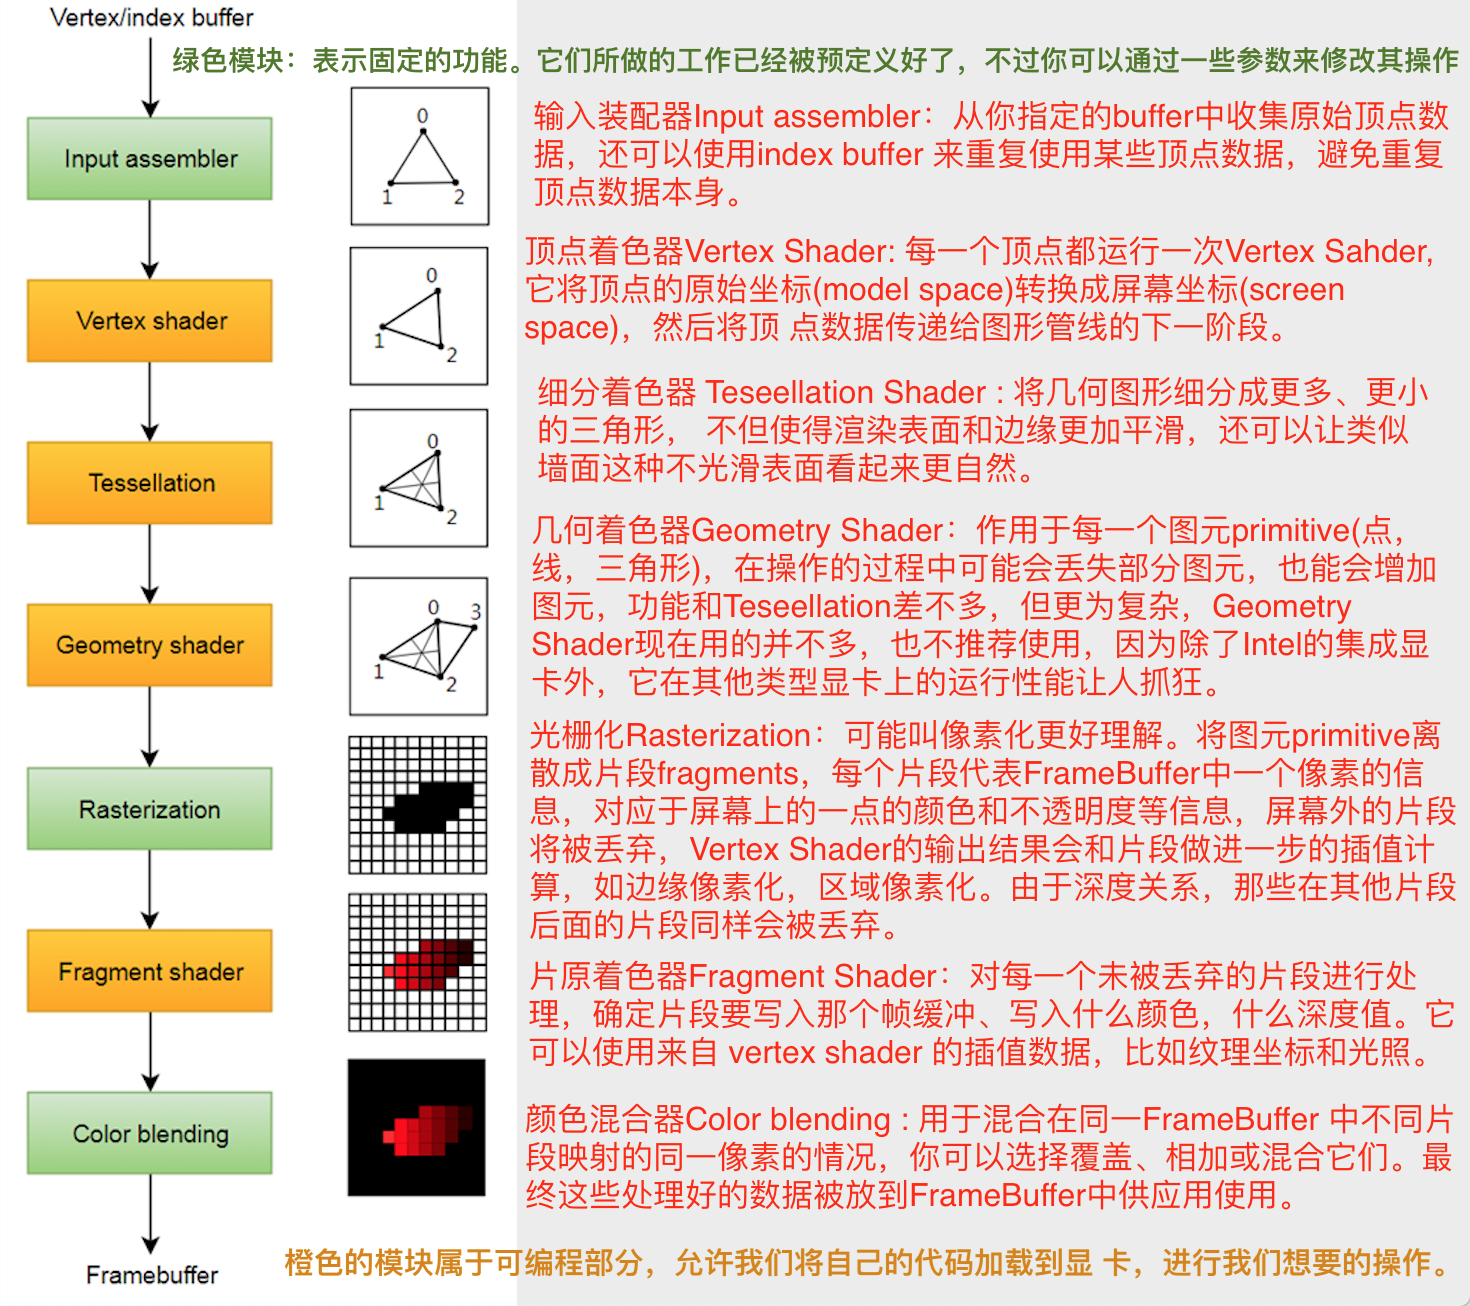 Vertex/index buffer
绿色模块：表示固定的功能。它们所做的工作已经被预定义好了，不过你可以通过一些参数来修改其操作
Input assembler
0
1
2
输入装配器Input assembler：从你指定的buffer中收集原始顶点数
据，还可以使用index buffer 来重复使用某些顶点数据，避免重复
顶点数据本身。
Vertex shader
0
1
2
顶点着色器Vertex Shader: 每一个顶点都运行一次Vertex Sahder,
它将顶点的原始坐标(model space)转换成屏幕坐标(screen
space)，然后将顶 点数据传递给图形管线的下一阶段。
Tessellation
0
1
2
细分着色器 Teseellation Shader : 将几何图形细分成更多、更小
的三角形， 不但使得渲染表面和边缘更加平滑，还可以让类似
墙面这种不光滑表面看起来更自然。
Geometry shader
0
3
1
2
几何着色器Geometry Shader：作用于每一个图元primitive(点，
线，三角形)，在操作的过程中可能会丢失部分图元，也能会增加
图元，功能和Teseellation差不多，但更为复杂，Geometry
Shader现在用的并不多，也不推荐使用，因为除了Intel的集成显
卡外，它在其他类型显卡上的运行性能让人抓狂。
Rasterization
光栅化Rasterization：可能叫像素化更好理解。将图元primitive离
散成片段fragments，每个片段代表FrameBuffer中一个像素的信
息，对应于屏幕上的一点的颜色和不透明度等信息，屏幕外的片段
将被丢弃，Vertex Shader的输出结果会和片段做进一步的插值计
算，如边缘像素化，区域像素化。由于深度关系，那些在其他片段
后面的片段同样会被丢弃。
Fragment shader
片原着色器Fragment Shader：对每一个未被丢弃的片段进行处
理，确定片段要写入那个帧缓冲、写入什么颜色，什么深度值。它
可以使用来自 vertex shader 的插值数据，比如纹理坐标和光照。
Color blending
颜色混合器Color blending : 用于混合在同一FrameBuffer 中不同片
段映射的同一像素的情况，你可以选择覆盖、相加或混合它们。最
终这些处理好的数据被放到FrameBuffer中供应用使用。
Framebuffer
橙色的模块属于可编程部分，允许我们将自己的代码加载到显 卡，进行我们想要的操作。